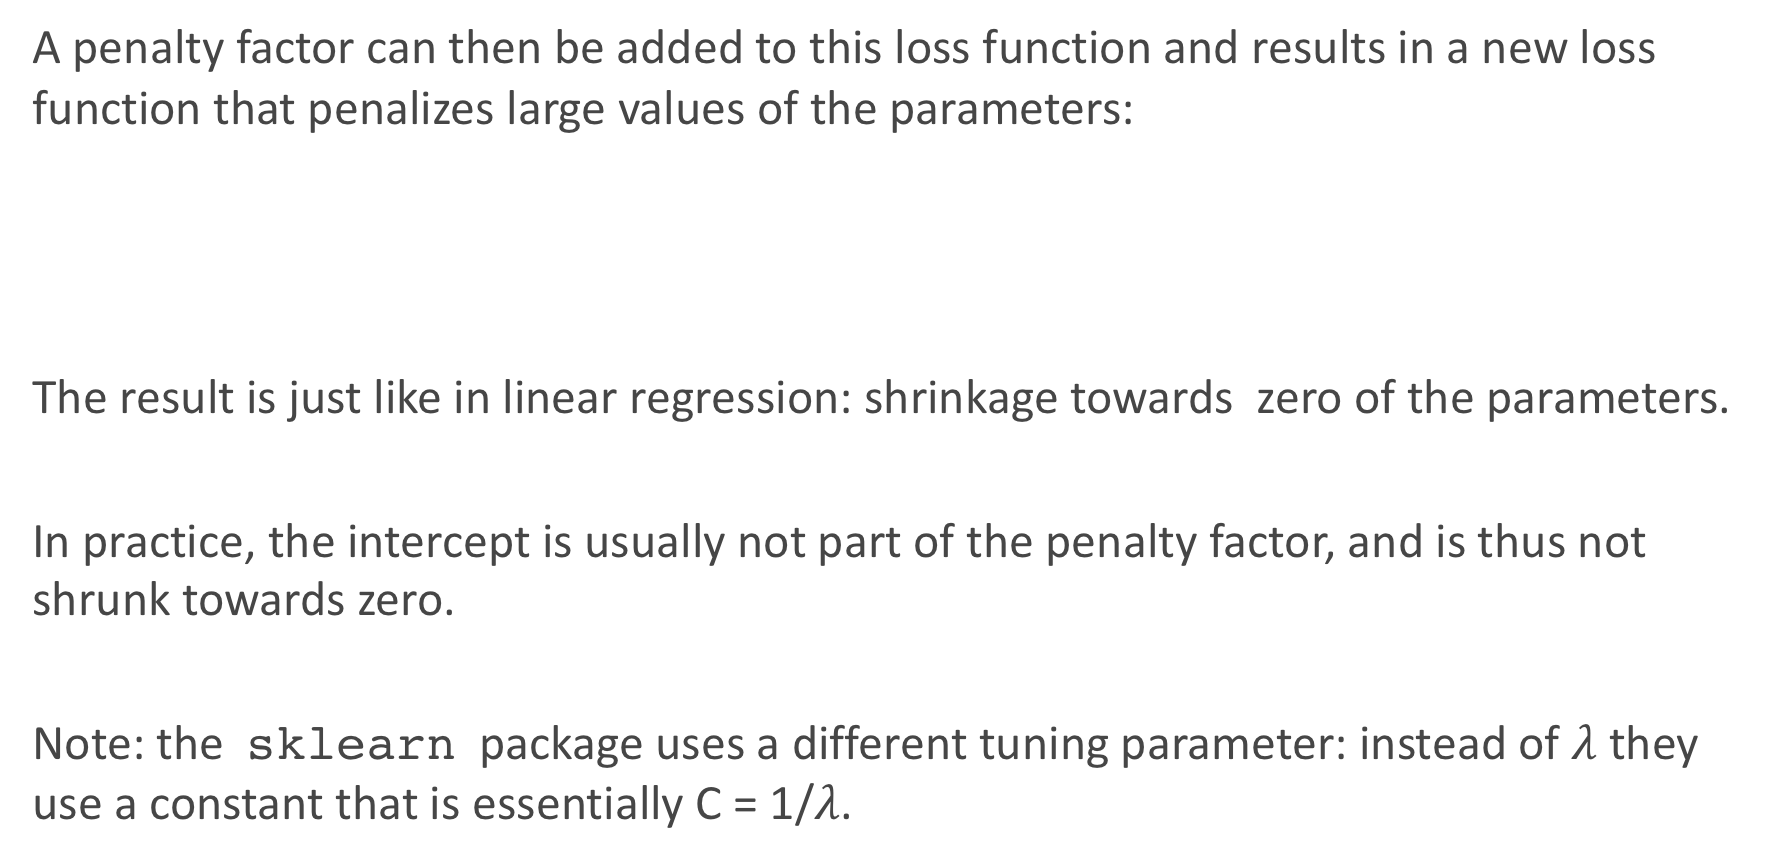 A penalty factor can then be added to this loss function and results in a new loss
function that penalizes large values of the parameters:
The result is just like in linear regression: shrinkage towards  zero of the parameters.
In practice, the intercept is usually not part of the penalty factor, and is thus not
shrunk towards zero.
Note: the sklearn package uses a different tuning parameter: instead of 𝜆 they
use a constant that is essentially C = 1/𝜆.